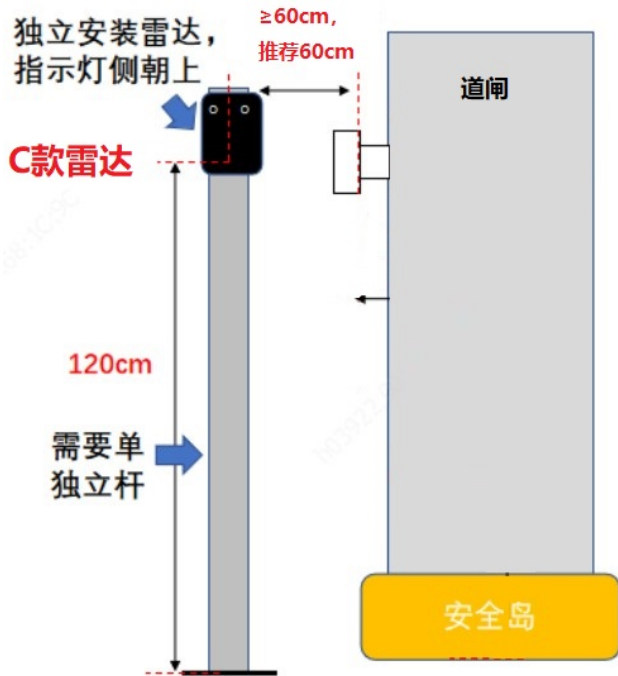 独立安装雷达，
指示灯侧朝上
≥60cm,
推荐60cm
道闸
C款雷达
120cm
需要单
独立杆
安全岛